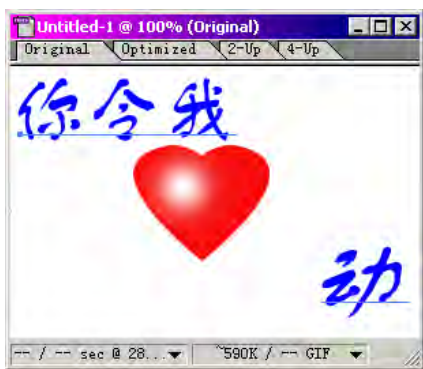 Untitled-1 @ 100% (Original)
Original Optimized 2-Up 4-Up
你令我
动
-- / -- sec @ 28... ~590K / -- GIF